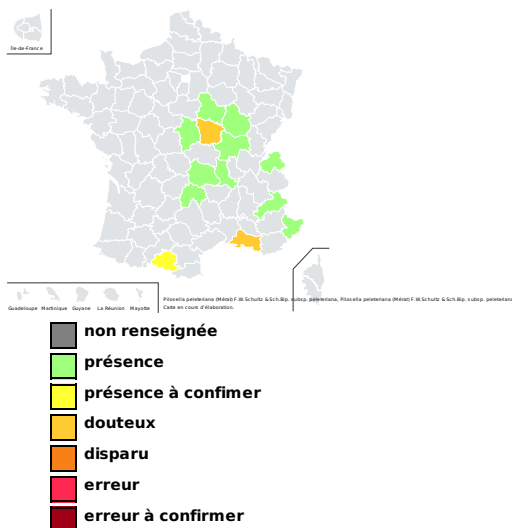 Île-de-France
Guadeloupe Martinique Guyane La Réunion Mayotte
Pilosella peleteriana (Mérat) F.W.Schultz & Sch.Bip. subsp. peleteriana, Pilosella peleteriana (Mérat) F.W.Schultz & Sch.Bip. subsp. peleteriana
Carte en cours d'élaboration.
non renseignée
présence
présence à confimer
douteux
disparu
erreur
erreur à confirmer